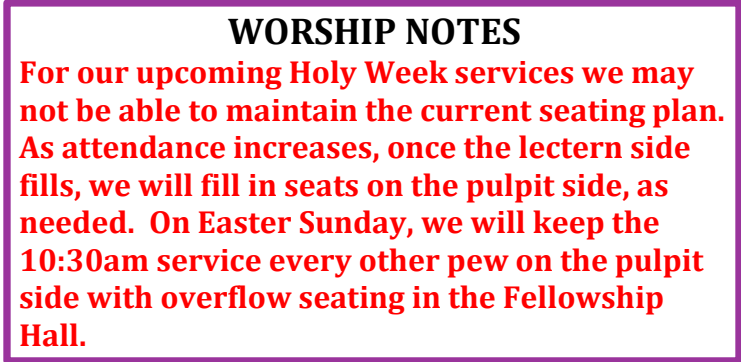 WORSHIP NOTES
For our upcoming Holy Week services we may
not be able to maintain the current seating plan.
As attendance increases, once the lectern side
fills, we will fill in seats on the pulpit side, as
needed.  On Easter Sunday, we will keep the
10:30am service every other pew on the pulpit
side with overflow seating in the Fellowship
Hall.